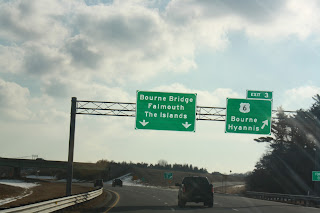 Bourne Bridge
Falmouth
The Islands
EXIT 3
6
Bourne
Hyannis